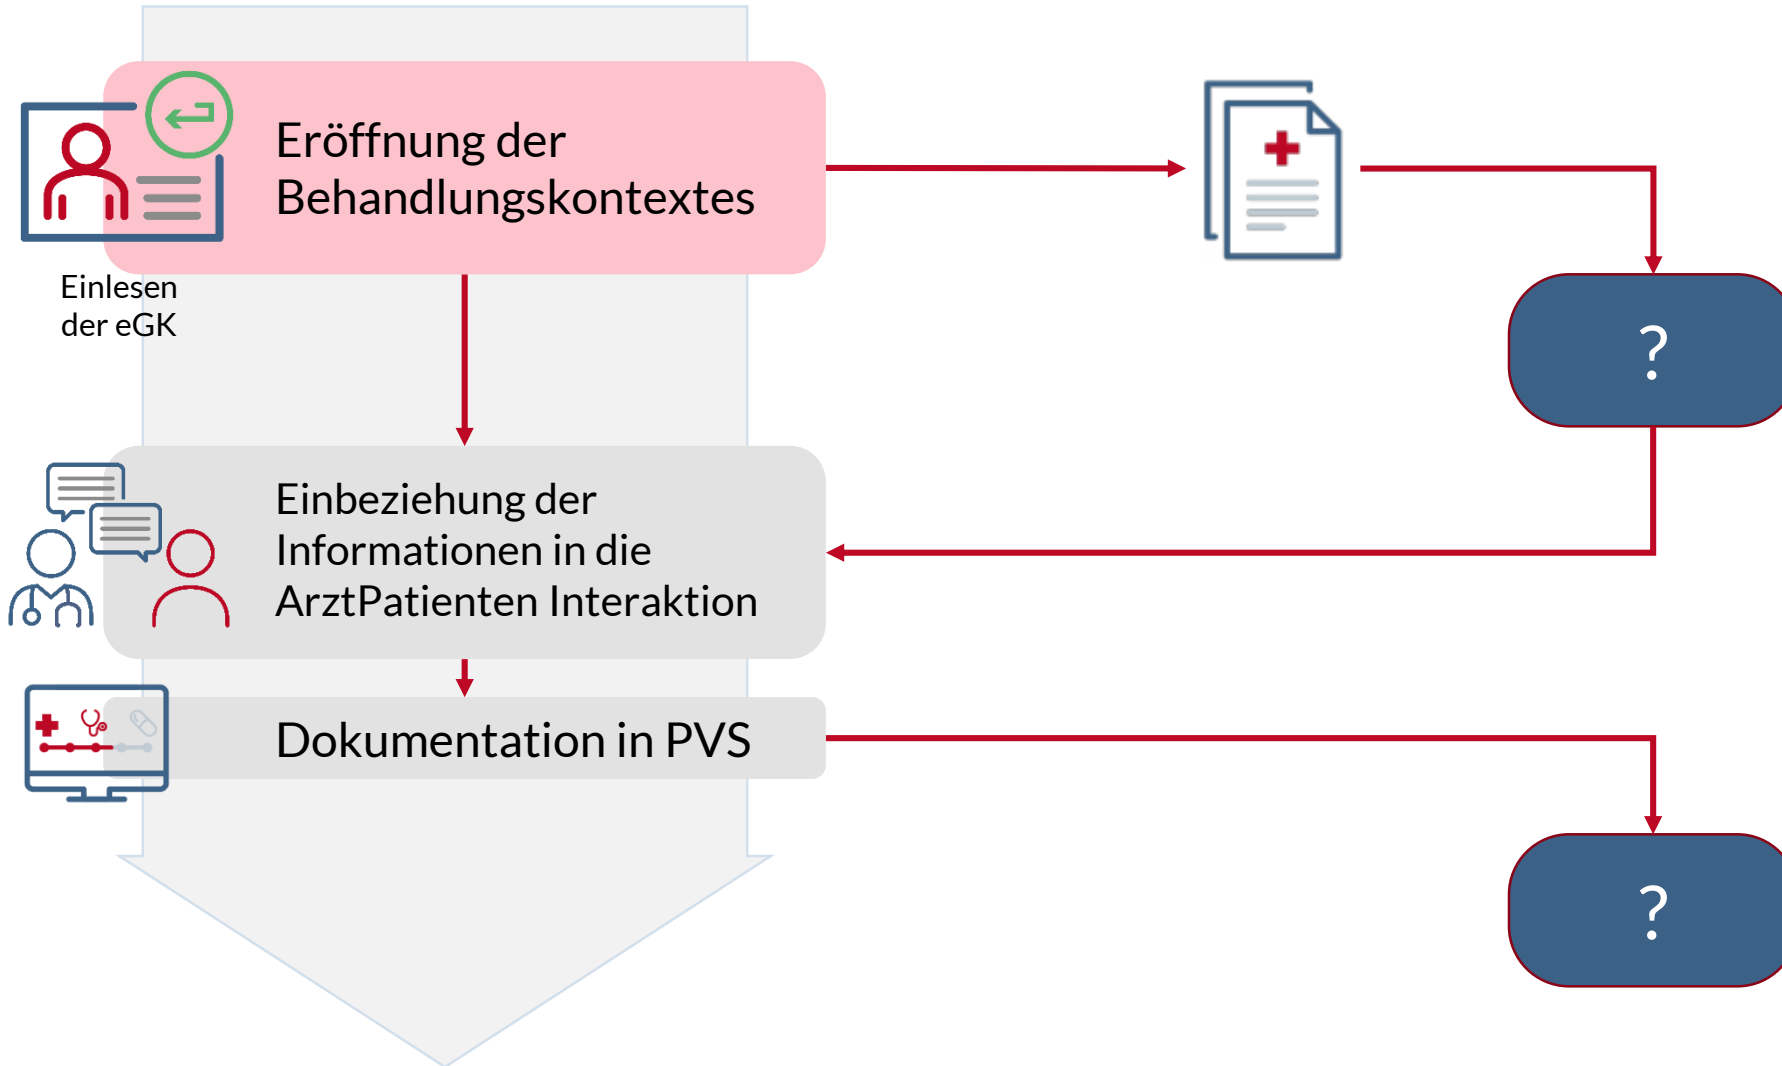 Eröffnung der
Behandlungskontextes
Einlesen
der eGK
?
Einbeziehung der
Informationen in die
ArztPatienten Interaktion
Dokumentation in PVS
?